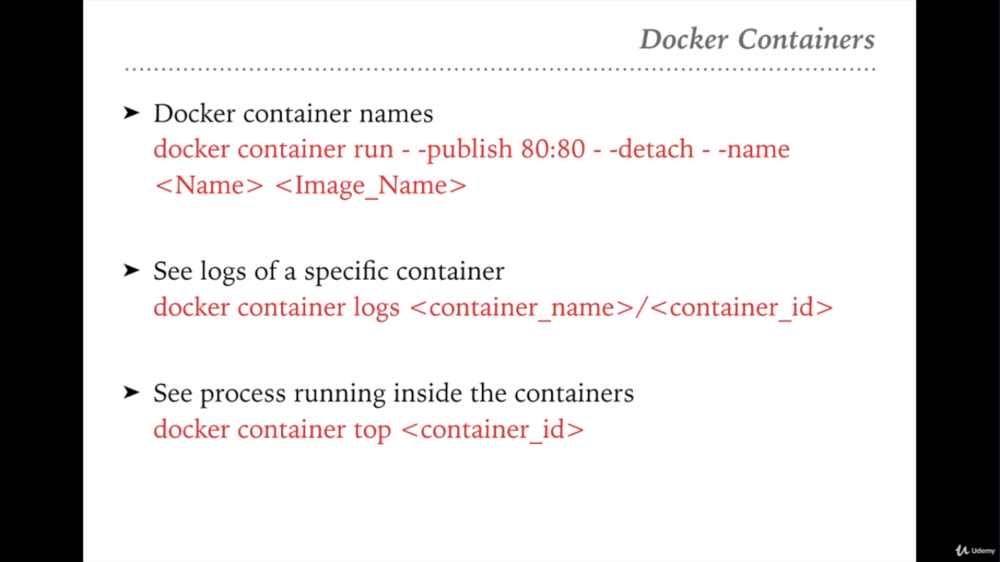 Docker Containers
➤ Docker container names
docker container run - -publish 80:80 - -detach - -name
<Name> <Image_Name>
➤ See logs of a specific container
docker container logs <container_name>/<container_id>
➤ See process running inside the containers
docker container top <container_id>
Udemy